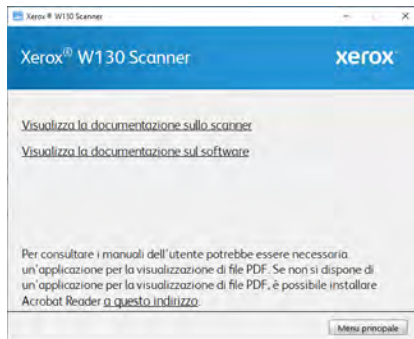 Xerox® W130 Scanner
Xerox® W130 Scanner
xerox™
Visualizza la documentazione sullo scanner
Visualizza la documentazione sul software
Per consultare i manuali dell'utente potrebbe essere necessaria
un'applicazione per la visualizzazione di file PDF. Se non si dispone di
un'applicazione per la visualizzazione di file PDF, è possibile installare
Acrobat Reader a questo indirizzo.
Menu principale